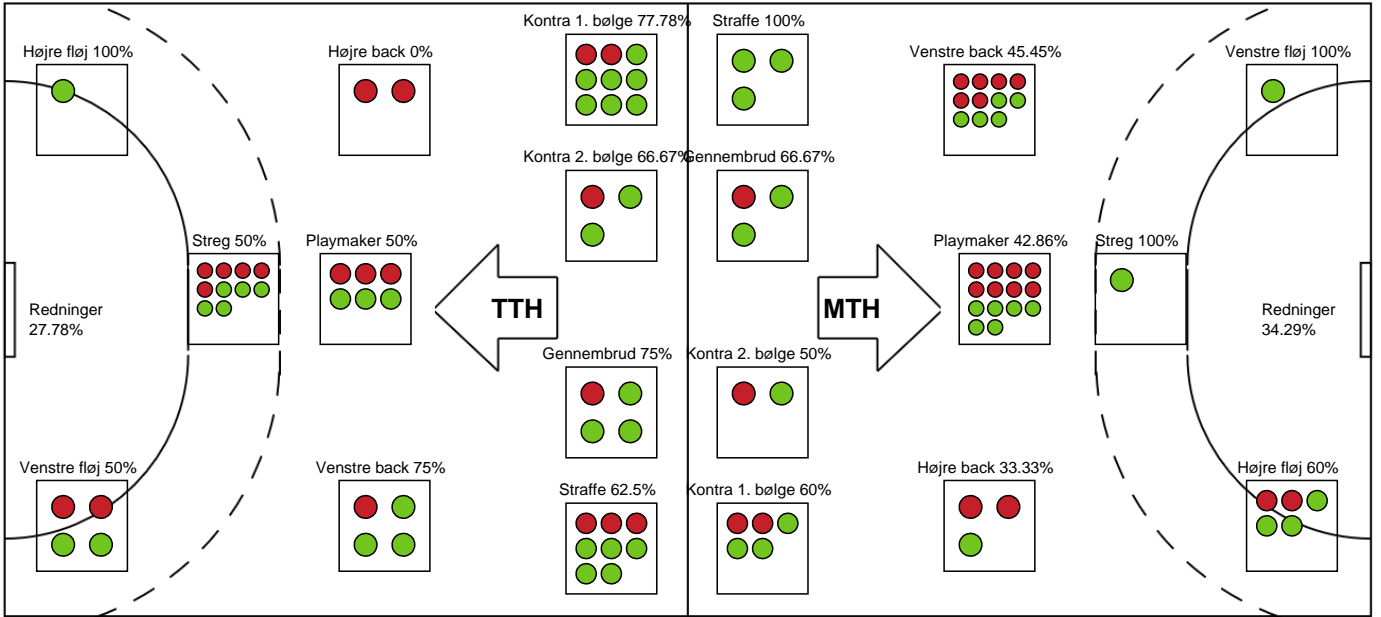 Kontra 1. bølge 77.78%
Straffe 100%
Højre fløj 100%
Højre back 0%
Venstre back 45.45%
Venstre fløj 100%
Kontra 2. bølge 66.67%
Gennembrud 66.67%
Streg 50%
Playmaker 50%
Playmaker 42.86%
Streg 100%
TTH
MTH
Redninger
27.78%
Redninger
34.29%
Gennembrud 75%
Kontra 2. bølge 50%
Venstre fløj 50%
Venstre back 75%
Højre back 33.33%
Højre fløj 60%
Straffe 62.5%
Kontra 1. bølge 60%